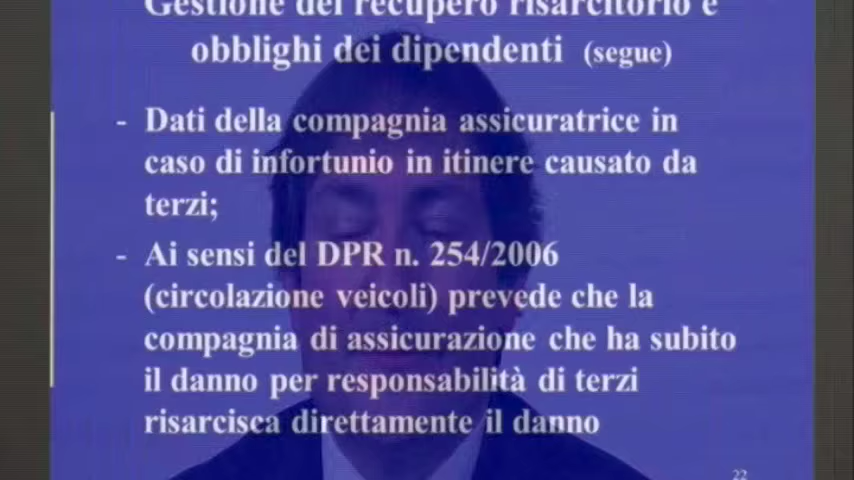 Gestione del recupero risarcitorio e
obblighi dei dipendenti (segue)
- Dati della compagnia assicuratrice in
caso di infortunio in itinere causato da
terzi;
- Ai sensi del DPR n. 254/2006
(circolazione veicoli) prevede che la
compagnia di assicurazione che ha subito
il danno per responsabilità di terzi
risarcisca direttamente il danno
22